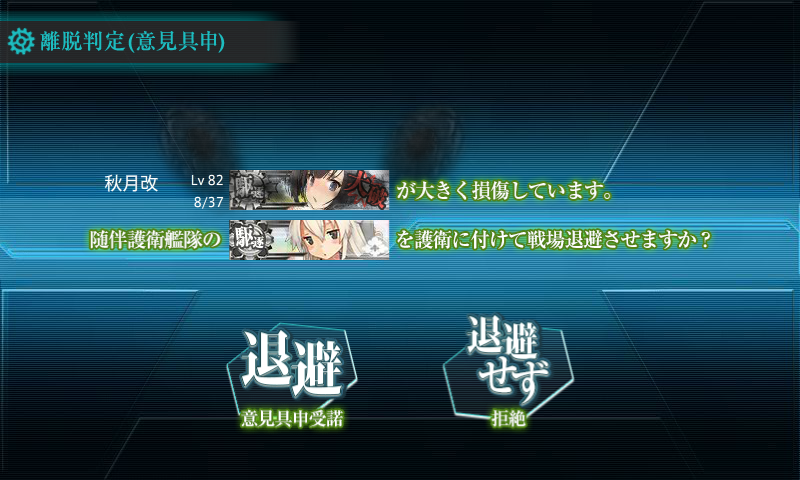 離脱判定(意見具申)
秋月改 Lv 82 駆逐 大破 が大きく損傷しています。
8/37
随伴護衛艦隊の 駆逐 を護衛に付けて戦場退避させますか？
退避 退避せず
意見具申受諾 拒絶